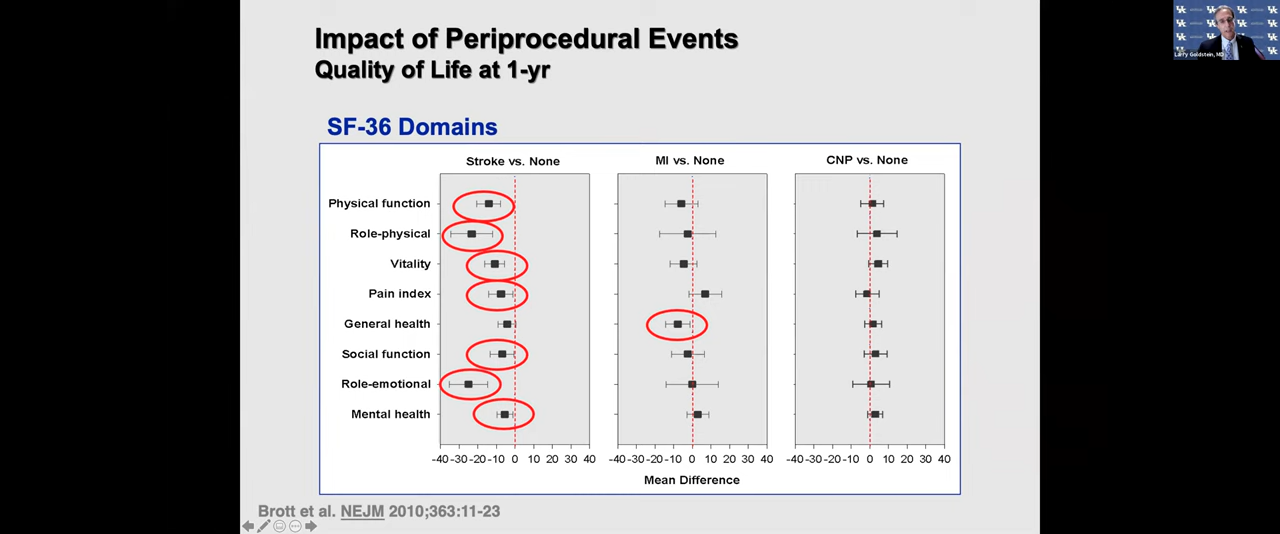 Impact of Periprocedural Events
Quality of Life at 1-yr
Larry Goldstein, MD
SF-36 Domains
Stroke vs. None
MI vs. None
CNP vs. None
Physical function
Role-physical
Vitality
Pain index
General health
Social function
Role-emotional
Mental health
-40 -30 -20 -10 0 10 20 30 40
-40 -30 -20 -10 0 10 20 30 40
-40 -30 -20 -10 0 10 20 30 40
Mean Difference
Brott et al. NEJM 2010;363:11-23